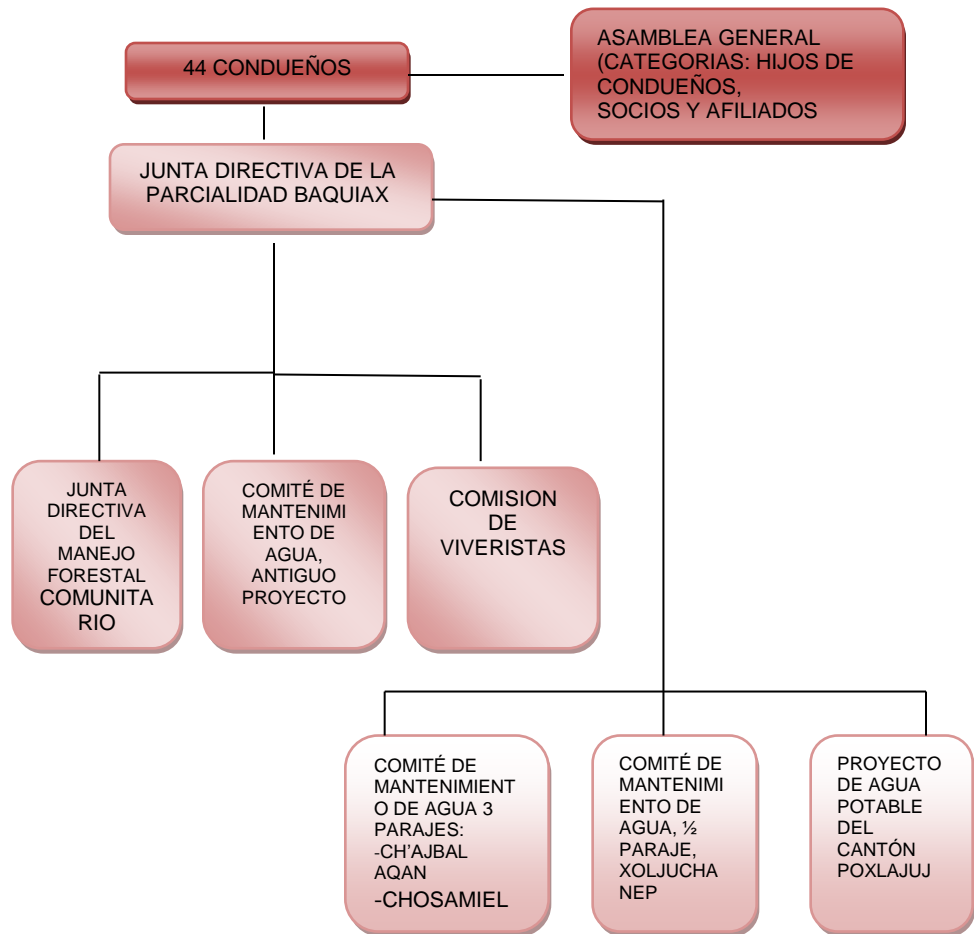 44 CONDUEÑOS
ASAMBLEA GENERAL
(CATEGORIAS: HIJOS DE
CONDUEÑOS,
SOCIOS Y AFILIADOS
JUNTA DIRECTIVA DE LA
PARCIALIDAD BAQUIAX
JUNTA
DIRECTIVA
DEL
MANEJO
FORESTAL
COMUNITA
RIO
COMITÉ DE
MANTENIMI
ENTO DE
AGUA,
ANTIGUO
PROYECTO
COMISION
DE
VIVERISTAS
COMITÉ DE
MANTENIMIENT
O DE AGUA 3
PARAJES:
-CH'AJBAL
AQAN
-CHOSAMIEL
COMITÉ DE
MANTENIMI
ENTO DE
AGUA, ½
PARAJE,
XOLJUCHA
NEP
PROYECTO
DE AGUA
POTABLE
DEL
CANTÓN
POXLAJUJ